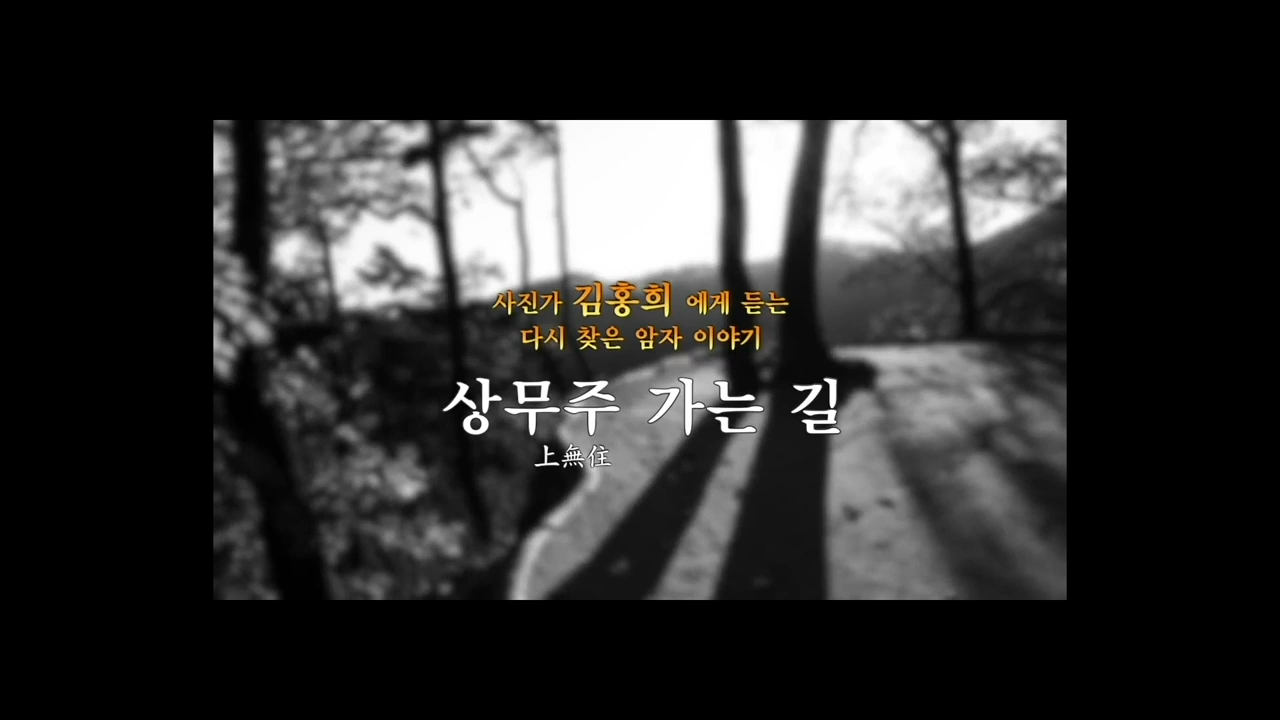 사진가 김홍희 에게 듣는
다시 찾은 암자 이야기
상무주 가는 길
上無住